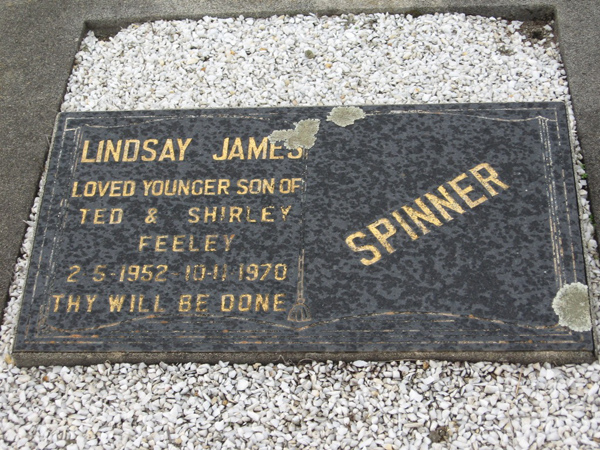 LINDSAY JAMES
LOVED YOUNGER SON OF
TED & SHIRLEY
FEELEY
2-5-1952-10-11-1970
THY WILL BE DONE
SPINNER